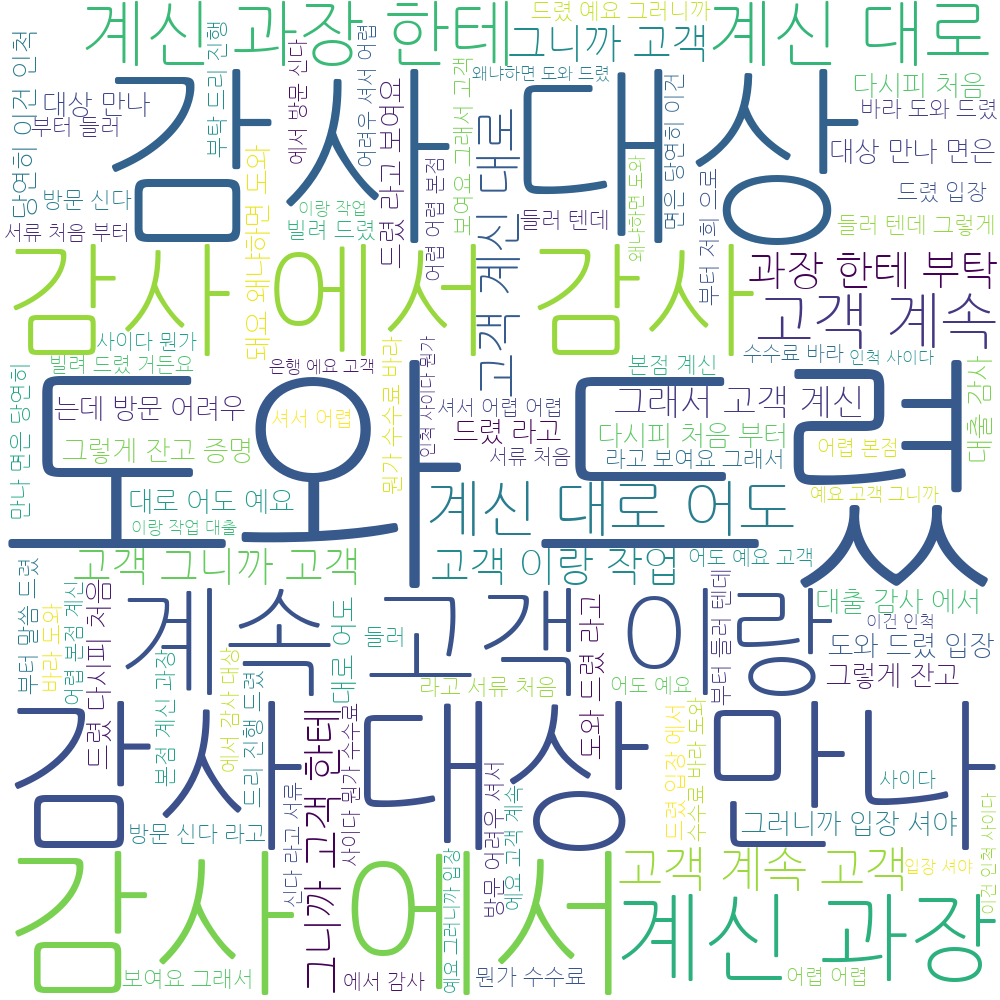 계신 과장 한테
드렸 예요 그러니까
그니까 고객
계신 대로
왜냐하면 도와 드렸
다시피 처음
대상 만나
부터 들러
바라 도와 드렸
감사 대상
대상 만나 면은
당연히 이건 인척
부탁 드리 진행
에서 방문 신다
어려우 셔서 어렵
드렸 라고 보여요
보여요 그래서 고객
고객 계신 대로
면은 당연히 이건
방문 신다
드렸 입장
이랑 작업
빌려 드렸
들러 텐데
들러 텐데 그렇게
서류 처음 부터
돼요 왜냐하면 도와
어렵 어렵 본점
왜냐하면 도와
부터 저희 으로
감사 에서 감사
과장 한테 부탁
고객 계속
사이다 뭔가
빌려 드렸 거든요
은행 에요 고객
본점 계신
수수료 바라
인척 사이다
만나 면은 당연히
뭔가 수수료 바라
인척 사이다 뭔가
는데 방문 어려우
셔서 어렵
셔서 어렵 어렵
그래서 고객 계신
대출 감사
도와 드렸
그렇게 잔고 증명
드렸 라고
서류 처음
다시피 처음 부터
라고 보여요 그래서
어렵 본점
대로 어도 예요
이랑 작업 대출
계신 대로 어도
예요 고객 그니까
고객 그니까 고객
고객 이랑 작업
어도 예요 고객
부터 말씀 드렸
바라 도와
어렵 본점 계신
드렸 다시피 처음
계속 고객 이랑
대로 어도
들러
도와 드렸 라고
부터 들러 텐데
대출 감사 에서
이건 인척
도와 드렸 입장
그렇게 잔고
본점 계신 과장
에서 감사 대상
드리 진행 드렸
라고 서류 처음
어도 예요
감사 대상 만나
그니까 고객 한테
사이다 뭔가 수수료
드렸 입장 에서
수수료 바라 도와
사이다
방문 신다 라고
그러니까 입장 셔야
신다 라고 서류
방문 어려우 셔서
에요 고객 계속
예요 그러니까 입장
이건 인척 사이다
감사 에서
고객 계속 고객
입장 셔야
계신 과장
보여요 그래서
에서 감사
뭔가 수수료
어렵 어렵